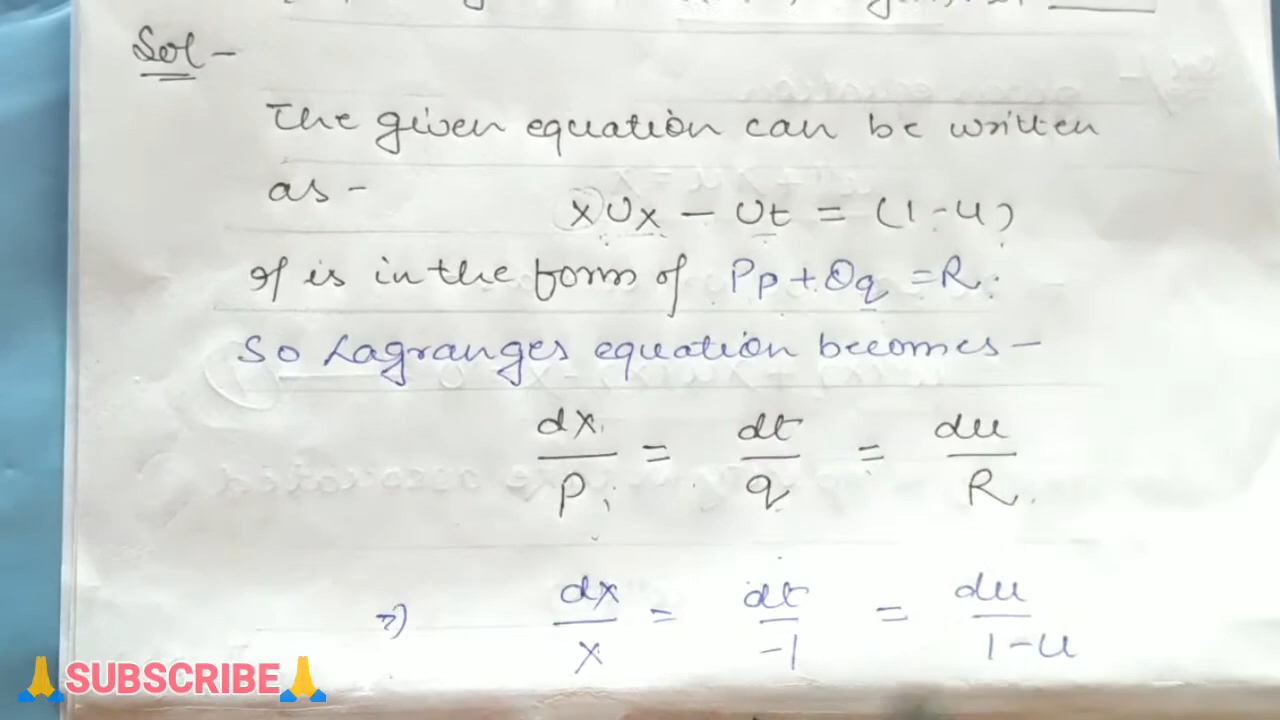 Sol -
The given equation can be written
as -
xUx - Ut = (1-u)
If is in the form of Pp + Qq = R.
So Lagranges equation becomes -
dx/P = dt/q = du/R.
⇒ dx/x = dt/-1 = du/1-u
🙏SUBSCRIBE🙏